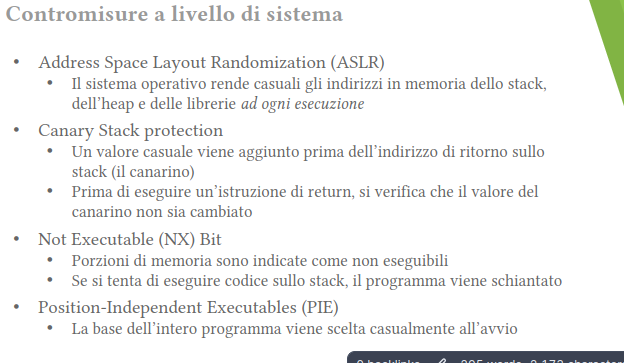 Contromisure a livello di sistema
• Address Space Layout Randomization (ASLR)
• Il sistema operativo rende casuali gli indirizzi in memoria dello stack,
dell'heap e delle librerie ad ogni esecuzione
• Canary Stack protection
• Un valore casuale viene aggiunto prima dell'indirizzo di ritorno sullo
stack (il canarino)
• Prima di eseguire un'istruzione di return, si verifica che il valore del
canarino non sia cambiato
• Not Executable (NX) Bit
• Porzioni di memoria sono indicate come non eseguibili
• Se si tenta di eseguire codice sullo stack, il programma viene schiantato
• Position-Independent Executables (PIE)
• La base dell'intero programma viene scelta casualmente all'avvio